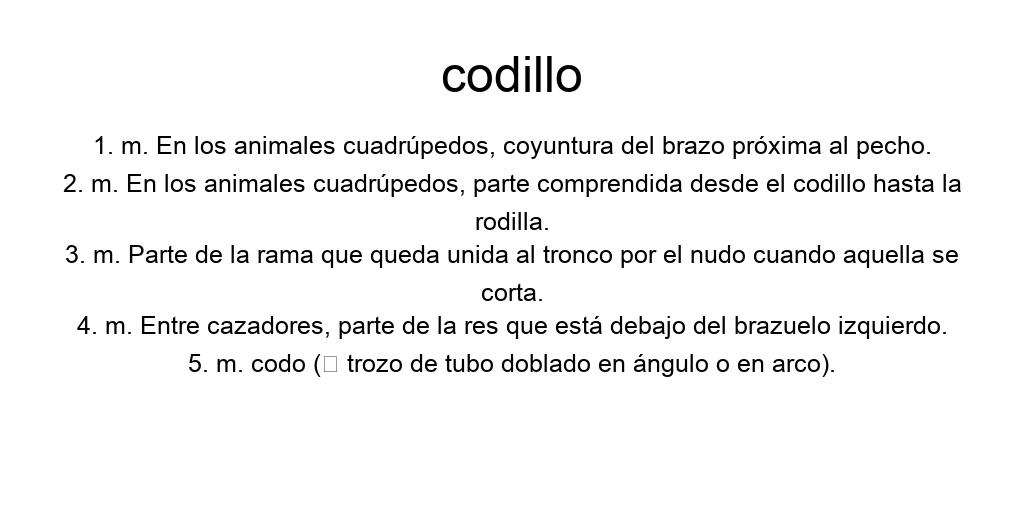 codillo
1. m. En los animales cuadrúpedos, coyuntura del brazo próxima al pecho.
2. m. En los animales cuadrúpedos, parte comprendida desde el codillo hasta la
rodilla.
3. m. Parte de la rama que queda unida al tronco por el nudo cuando aquella se
corta.
4. m. Entre cazadores, parte de la res que está debajo del brazuelo izquierdo.
5. m. codo (□ trozo de tubo doblado en ángulo o en arco).